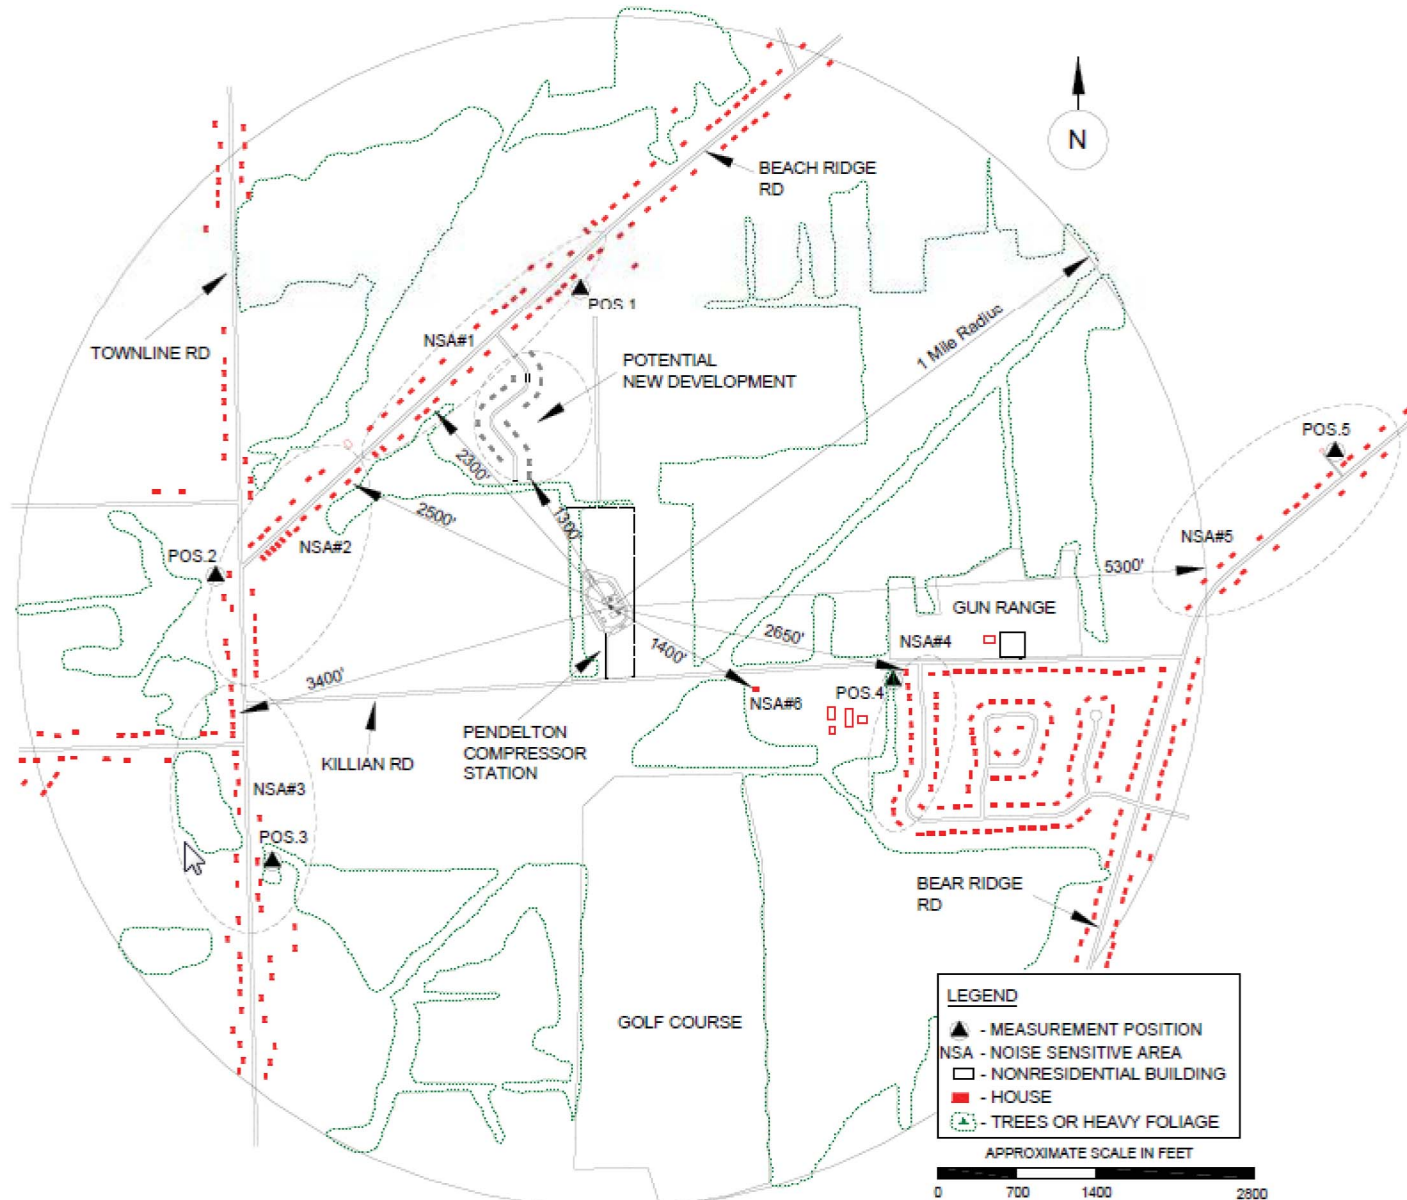 N
BEACH RIDGE
RD
POS.1
1 Mile Radius
TOWNLINE RD
NSA#1
POTENTIAL
NEW DEVELOPMENT
POS.5
2300'
2500'
1300'
NSA#2
NSA#5
POS.2
5300'
GUN RANGE
2650'
NSA#4
1400'
3400'
POS.4
NSA#6
PENDELTON
COMPRESSOR
STATION
KILLIAN RD
NSA#3
POS.3
BEAR RIDGE
RD
GOLF COURSE
LEGEND
- MEASUREMENT POSITION
NSA - NOISE SENSITIVE AREA
- NONRESIDENTIAL BUILDING
- HOUSE
- TREES OR HEAVY FOLIAGE
APPROXIMATE SCALE IN FEET
0 700 1400 2800